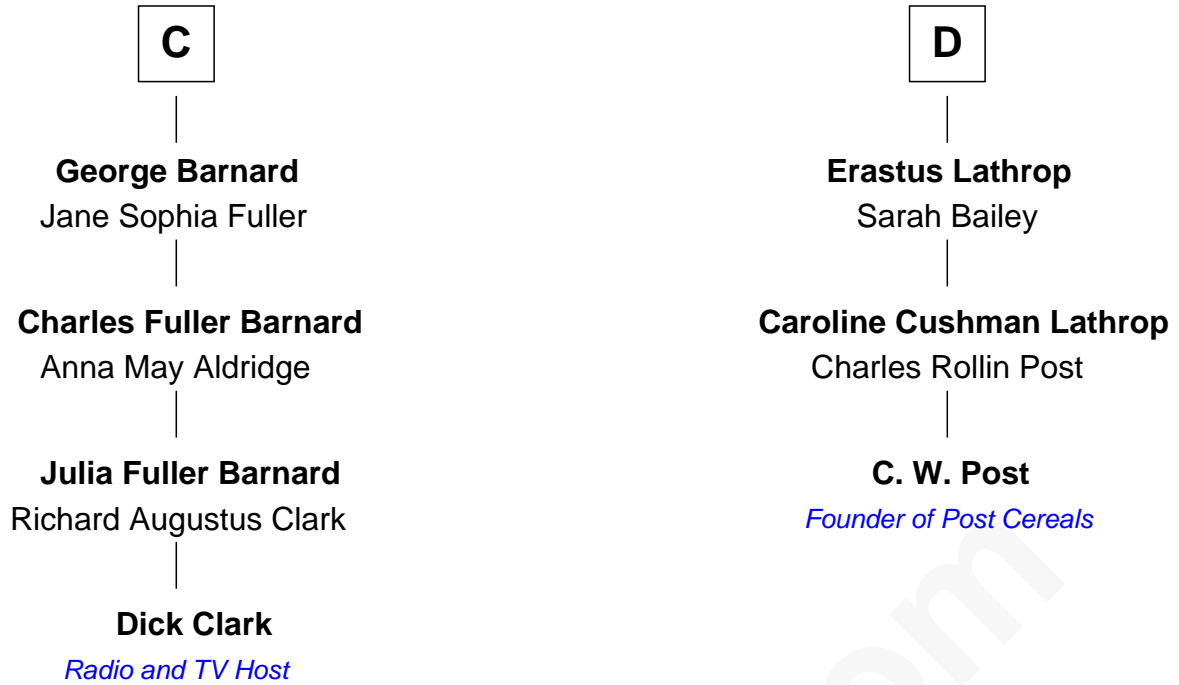 C
George Barnard
Jane Sophia Fuller
Charles Fuller Barnard
Anna May Aldridge
Julia Fuller Barnard
Richard Augustus Clark
Dick Clark
Radio and TV Host
D
Erastus Lathrop
Sarah Bailey
Caroline Cushman Lathrop
Charles Rollin Post
C. W. Post
Founder of Post Cereals
om